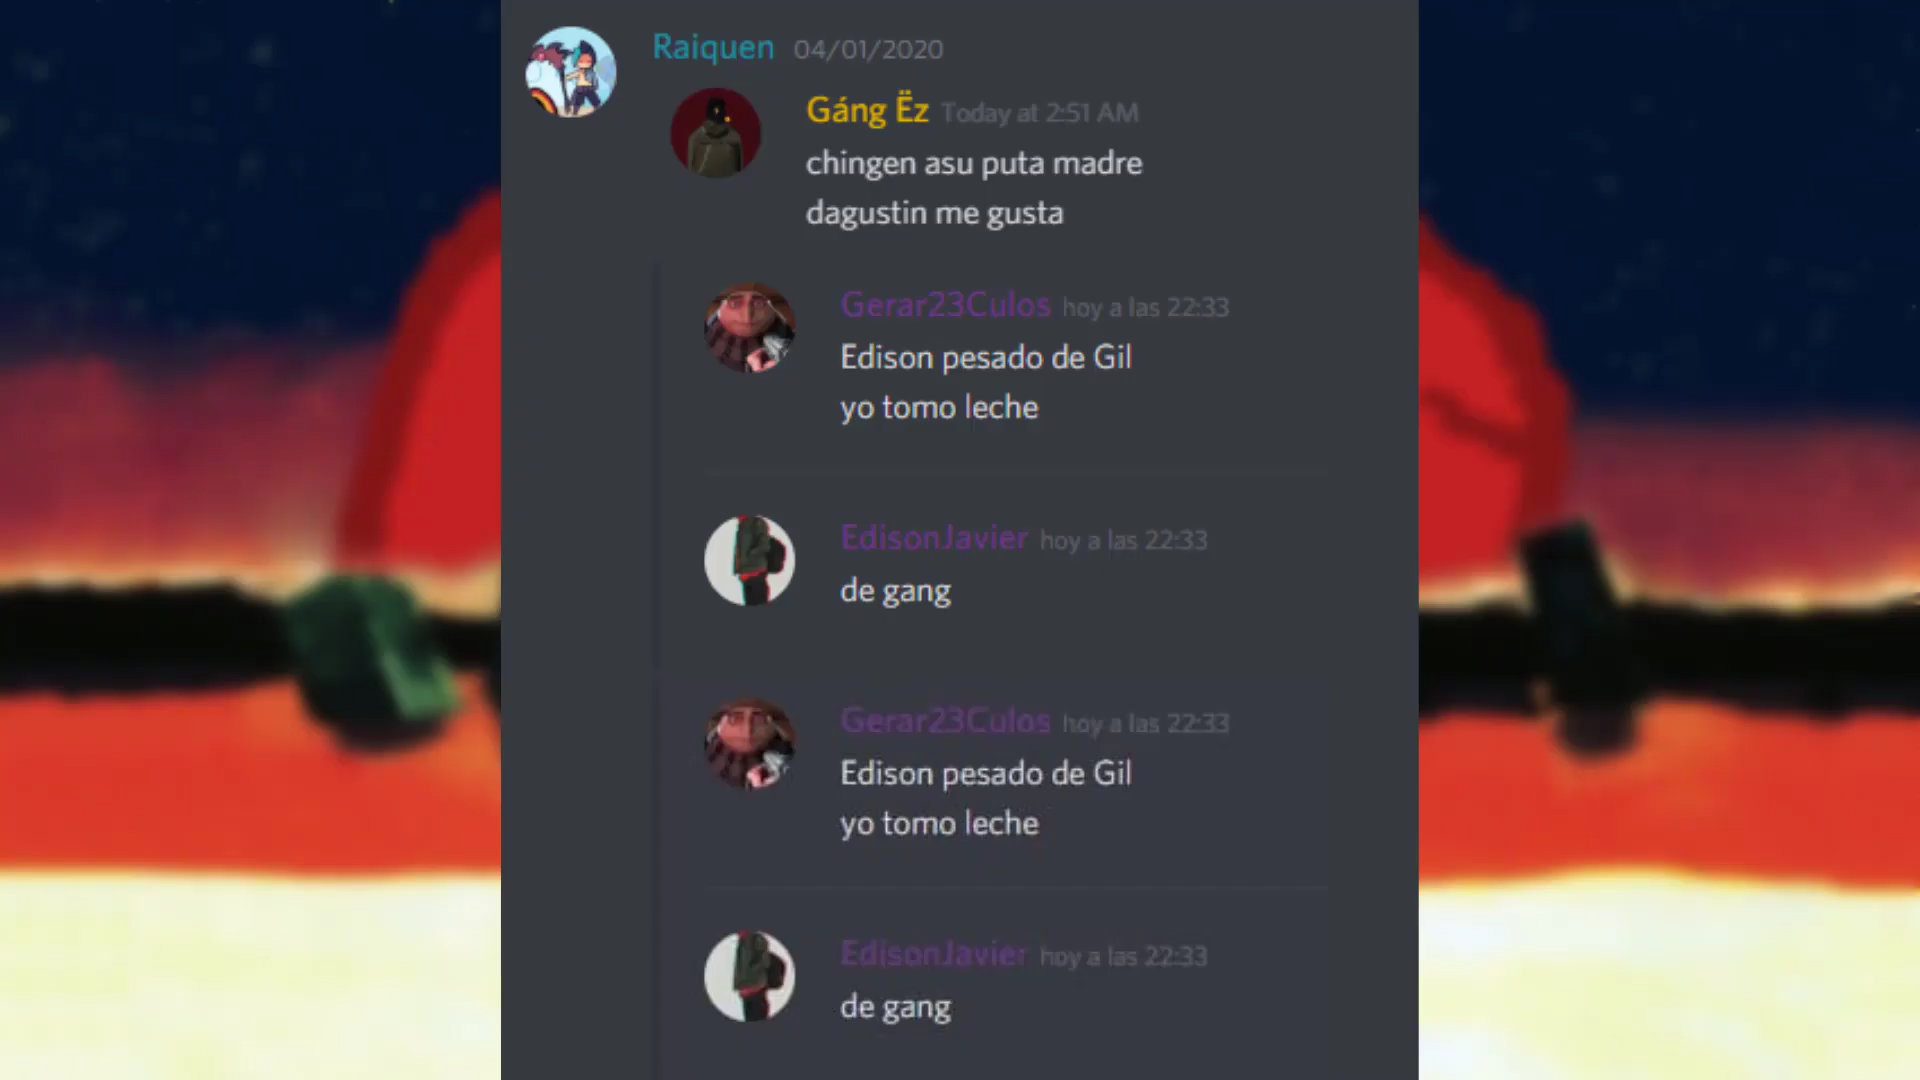 Raiquen 04/01/2020
Gáng Ëz Today at 2:51 AM
chingen asu puta madre
dagustin me gusta
Gerar23Culos hoy a las 22:33
Edison pesado de Gil
yo tomo leche
EdisonJavier hoy a las 22:33
de gang
Gerar23Culos hoy a las 22:33
Edison pesado de Gil
yo tomo leche
EdisonJavier hoy a las 22:33
de gang